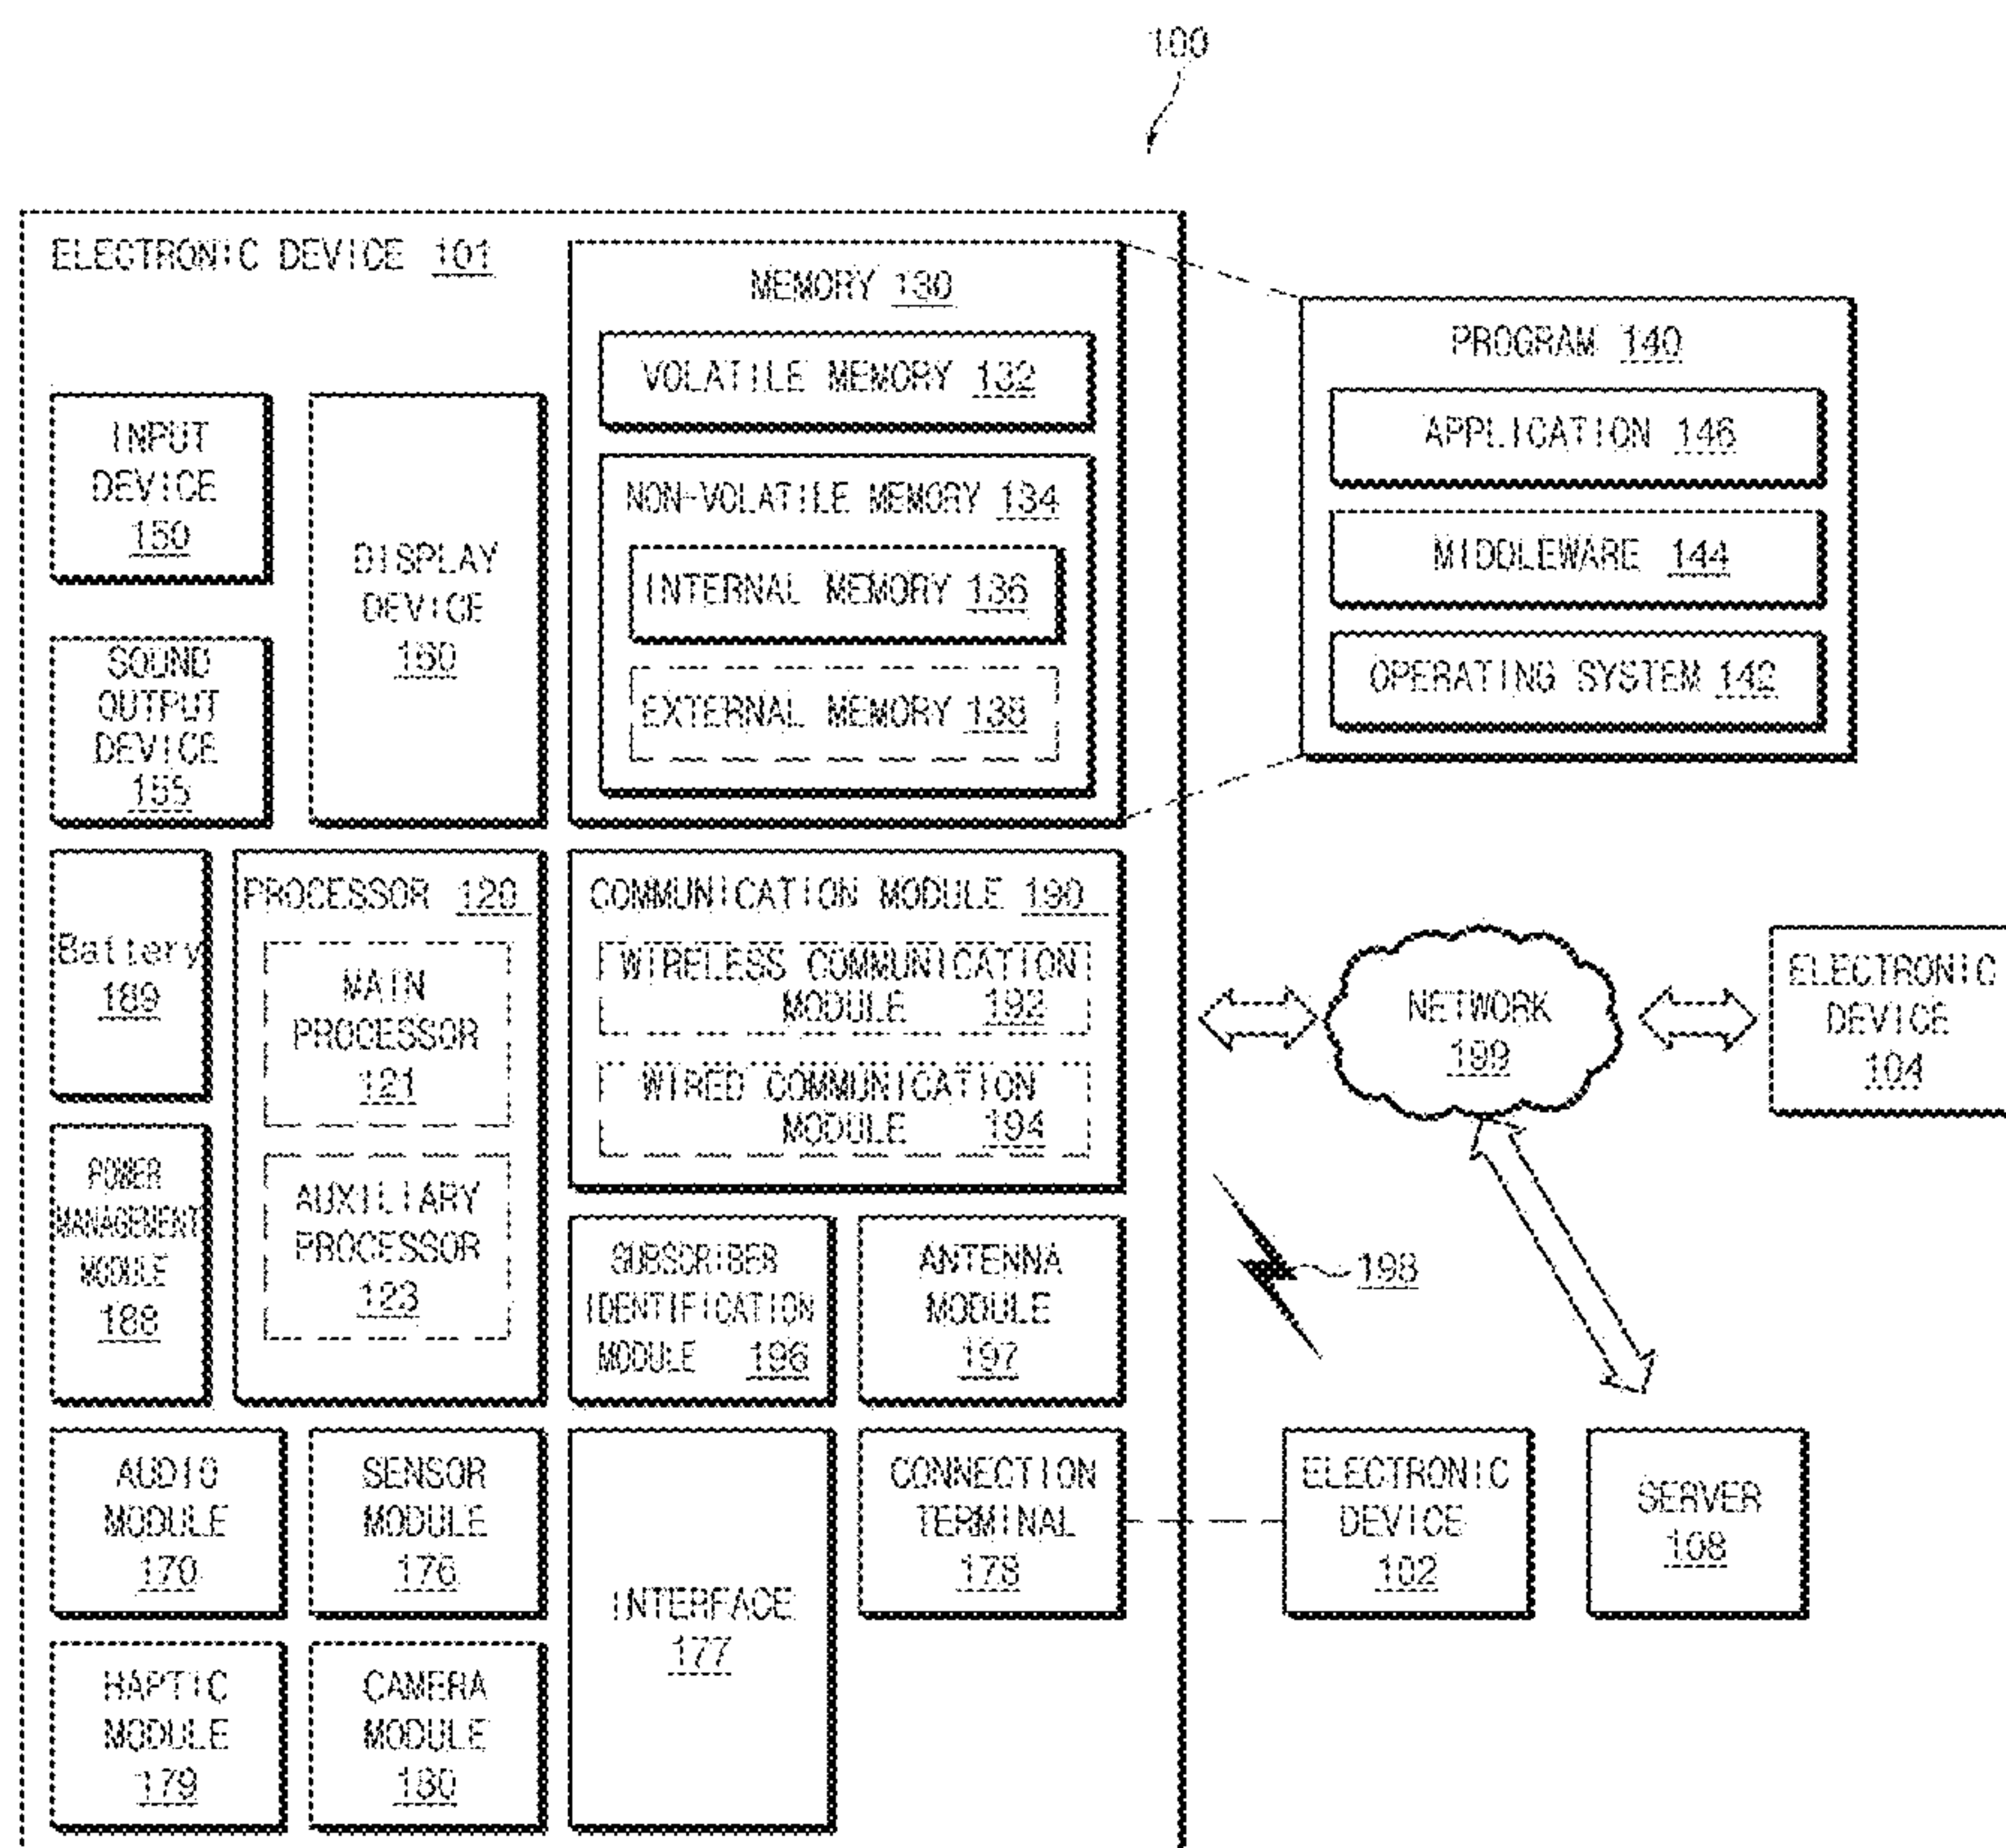 100
ELECTRONIC DEVICE 101
MEMORY 130
VOLATILE MEMORY 132
NON-VOLATILE MEMORY 134
INTERNAL MEMORY 136
EXTERNAL MEMORY 138
PROGRAM 140
APPLICATION 146
MIDDLEWARE 144
OPERATING SYSTEM 142
INPUT
DEVICE
150
SOUND
OUTPUT
DEVICE
155
DISPLAY
DEVICE
160
Battery
189
POWER
MANAGEMENT
MODULE
188
PROCESSOR 120
MAIN
PROCESSOR
121
AUXILIARY
PROCESSOR
123
COMMUNICATION MODULE 190
WIRELESS COMMUNICATION
MODULE 192
WIRED COMMUNICATION
MODULE 194
NETWORK
199
ELECTRONIC
DEVICE
104
SUBSCRIBER
IDENTIFICATION
MODULE 196
ANTENNA
MODULE
197
198
AUDIO
MODULE
170
SENSOR
MODULE
176
INTERFACE
177
CONNECTION
TERMINAL
178
ELECTRONIC
DEVICE
102
SERVER
108
HAPTIC
MODULE
179
CAMERA
MODULE
180